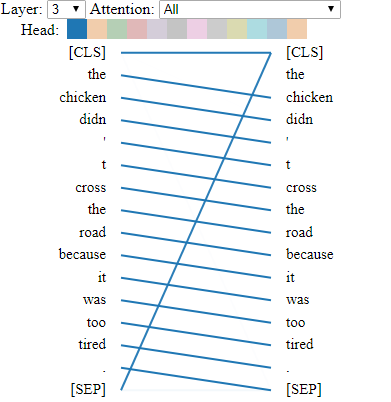 Layer: 3 Attention: All
Head:
[CLS] [CLS]
the the
chicken chicken
didn didn
' '
t t
cross cross
the the
road road
because because
it it
was was
too too
tired tired
. .
[SEP] [SEP]